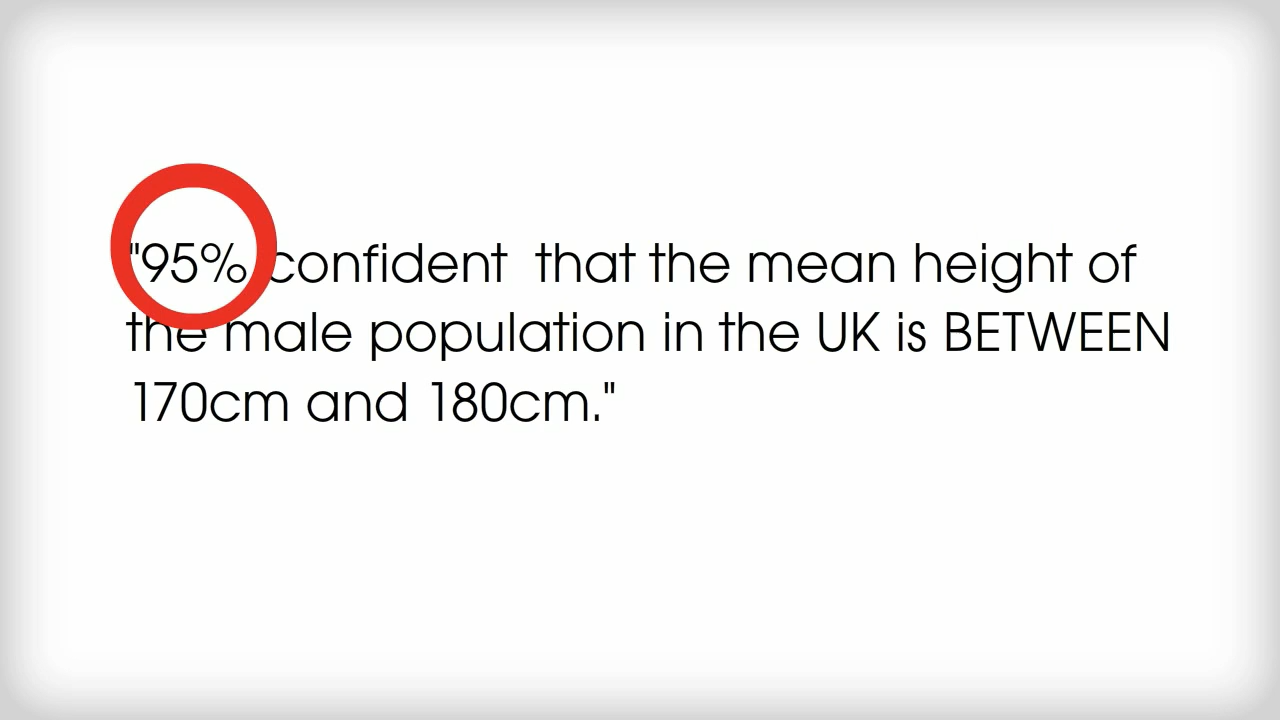 "95% confident that the mean height of
the male population in the UK is BETWEEN
170cm and 180cm."